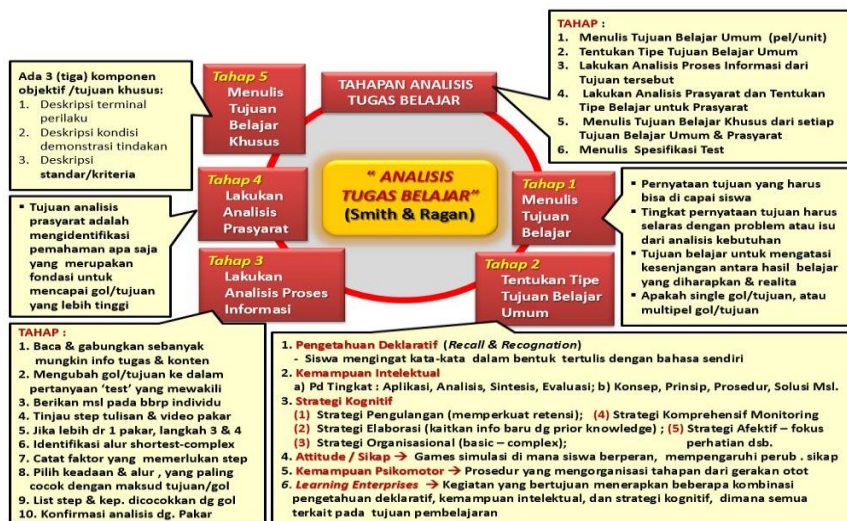 TAHAPAN ANALISIS
TUGAS BELAJAR
TAHAP :
1. Menulis Tujuan Belajar Umum (pel/unit)
2. Tentukan Tipe Tujuan Belajar Umum
3. Lakukan Analisis Proses Informasi dari
Tujuan tersebut
4. Lakukan Analisis Prasyarat dan Tentukan
Tipe Belajar untuk Prasyarat
5. Menulis Tujuan Belajar Khusus dari setiap
Tujuan Belajar Umum & Prasyarat
6. Menulis Spesifikasi Test
“ ANALISIS
TUGAS BELAJAR”
(Smith & Ragan)
Tahap 1
Menulis
Tujuan
Belajar
▪ Pernyataan tujuan yang harus
bisa di capai siswa
▪ Tingkat pernyataan tujuan harus
selaras dengan problem atau isu
dari analisis kebutuhan
▪ Tujuan belajar untuk mengatasi
kesenjangan antara hasil belajar
yang diharapkan & realita
▪ Apakah single gol/tujuan, atau
multipel gol/tujuan
Tahap 2
Tentukan Tipe
Tujuan Belajar
Umum
1. Pengetahuan Deklaratif (Recall & Recognation)
- Siswa mengingat kata-kata dalam bentuk tertulis dengan bahasa sendiri
2. Kemampuan Intelektual
a) Pd Tingkat : Aplikasi, Analisis, Sintesis, Evaluasi; b) Konsep, Prinsip, Prosedur, Solusi Msl.
3. Strategi Kognitif
(1) Strategi Pengulangan (memperkuat retensi); (4) Strategi Komprehensif Monitoring
(2) Strategi Elaborasi (kaitkan info baru dg prior knowledge) ; (5) Strategi Afektif – fokus
(3) Strategi Organisasional (basic – complex); perhatian dsb.
4. Attitude / Sikap → Games simulasi di mana siswa berperan, mempengaruhi perub . sikap
5. Kemampuan Psikomotor → Prosedur yang mengorganisasi tahapan dari gerakan otot
6. Learning Enterprises → Kegiatan yang bertujuan menerapkan beberapa kombinasi
pengetahuan deklaratif, kemampuan intelektual, dan strategi kognitif, dimana semua
terkait pada tujuan pembelajaran
Tahap 3
Lakukan
Analisis Proses
Informasi
TAHAP :
1. Baca & gabungkan sebanyak
mungkin info tugas & konten
2. Mengubah gol/tujuan ke dalam
pertanyaan ‘test’ yang mewakili
3. Berikan msl pada bbrp individu
4. Tinjau step tulisan & video pakar
5. Jika lebih dr 1 pakar, langkah 3 & 4
6. Identifikasi alur shortest-complex
7. Catat faktor yang memerlukan step
8. Pilih keadaan & alur , yang paling
cocok dengan maksud tujuan/gol
9. List step & kep. dicocokkan dg gol
10. Konfirmasi analisis dg. Pakar
Tahap 4
Lakukan
Analisis
Prasyarat
▪ Tujuan analisis
prasyarat adalah
mengidentifikasi
pemahaman apa saja
yang merupakan
fondasi untuk
mencapai gol/tujuan
yang lebih tinggi
Tahap 5
Menulis
Tujuan
Belajar
Khusus
Ada 3 (tiga) komponen
objektif /tujuan khusus:
1. Deskripsi terminal
perilaku
2. Deskripsi kondisi
demonstrasi tindakan
3. Deskripsi
standar/kriteria